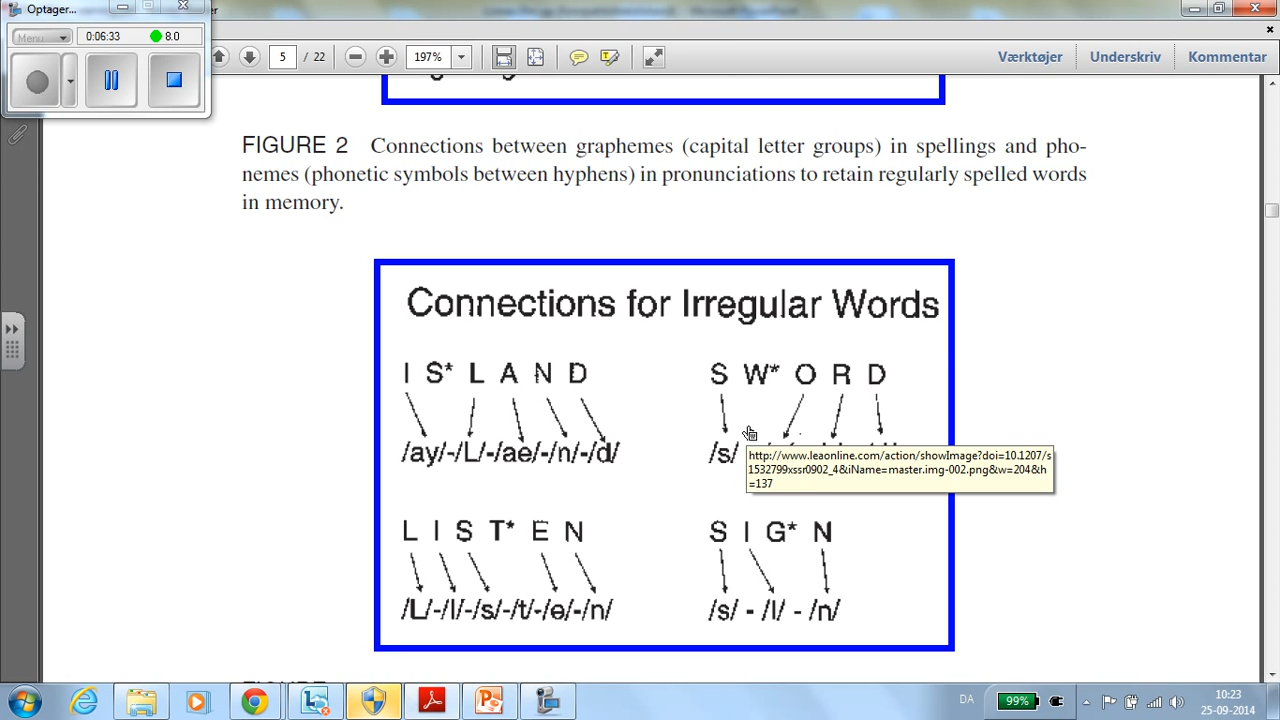 Optager...
Menu
0:06:33
8.0
5 / 22
197%
Værktøjer
Underskriv
Kommentar
FIGURE 2 Connections between graphemes (capital letter groups) in spellings and pho-
nemes (phonetic symbols between hyphens) in pronunciations to retain regularly spelled words
in memory.
Connections for Irregular Words
I S* L A N D
S W* O R D
/ay/-/L/-/ae/-/n/-/d/
/s/
http://www.leaonline.com/action/showImage?doi=10.1207/s
1532799xssr0902_4&iName=master.img-002.png&w=204&h
=137
L I S T* E N
S I G* N
/L/-/I/-/s/-/t/-/e/-/n/
/s/ - /I/ - /n/
DA
99%
10:23
25-09-2014